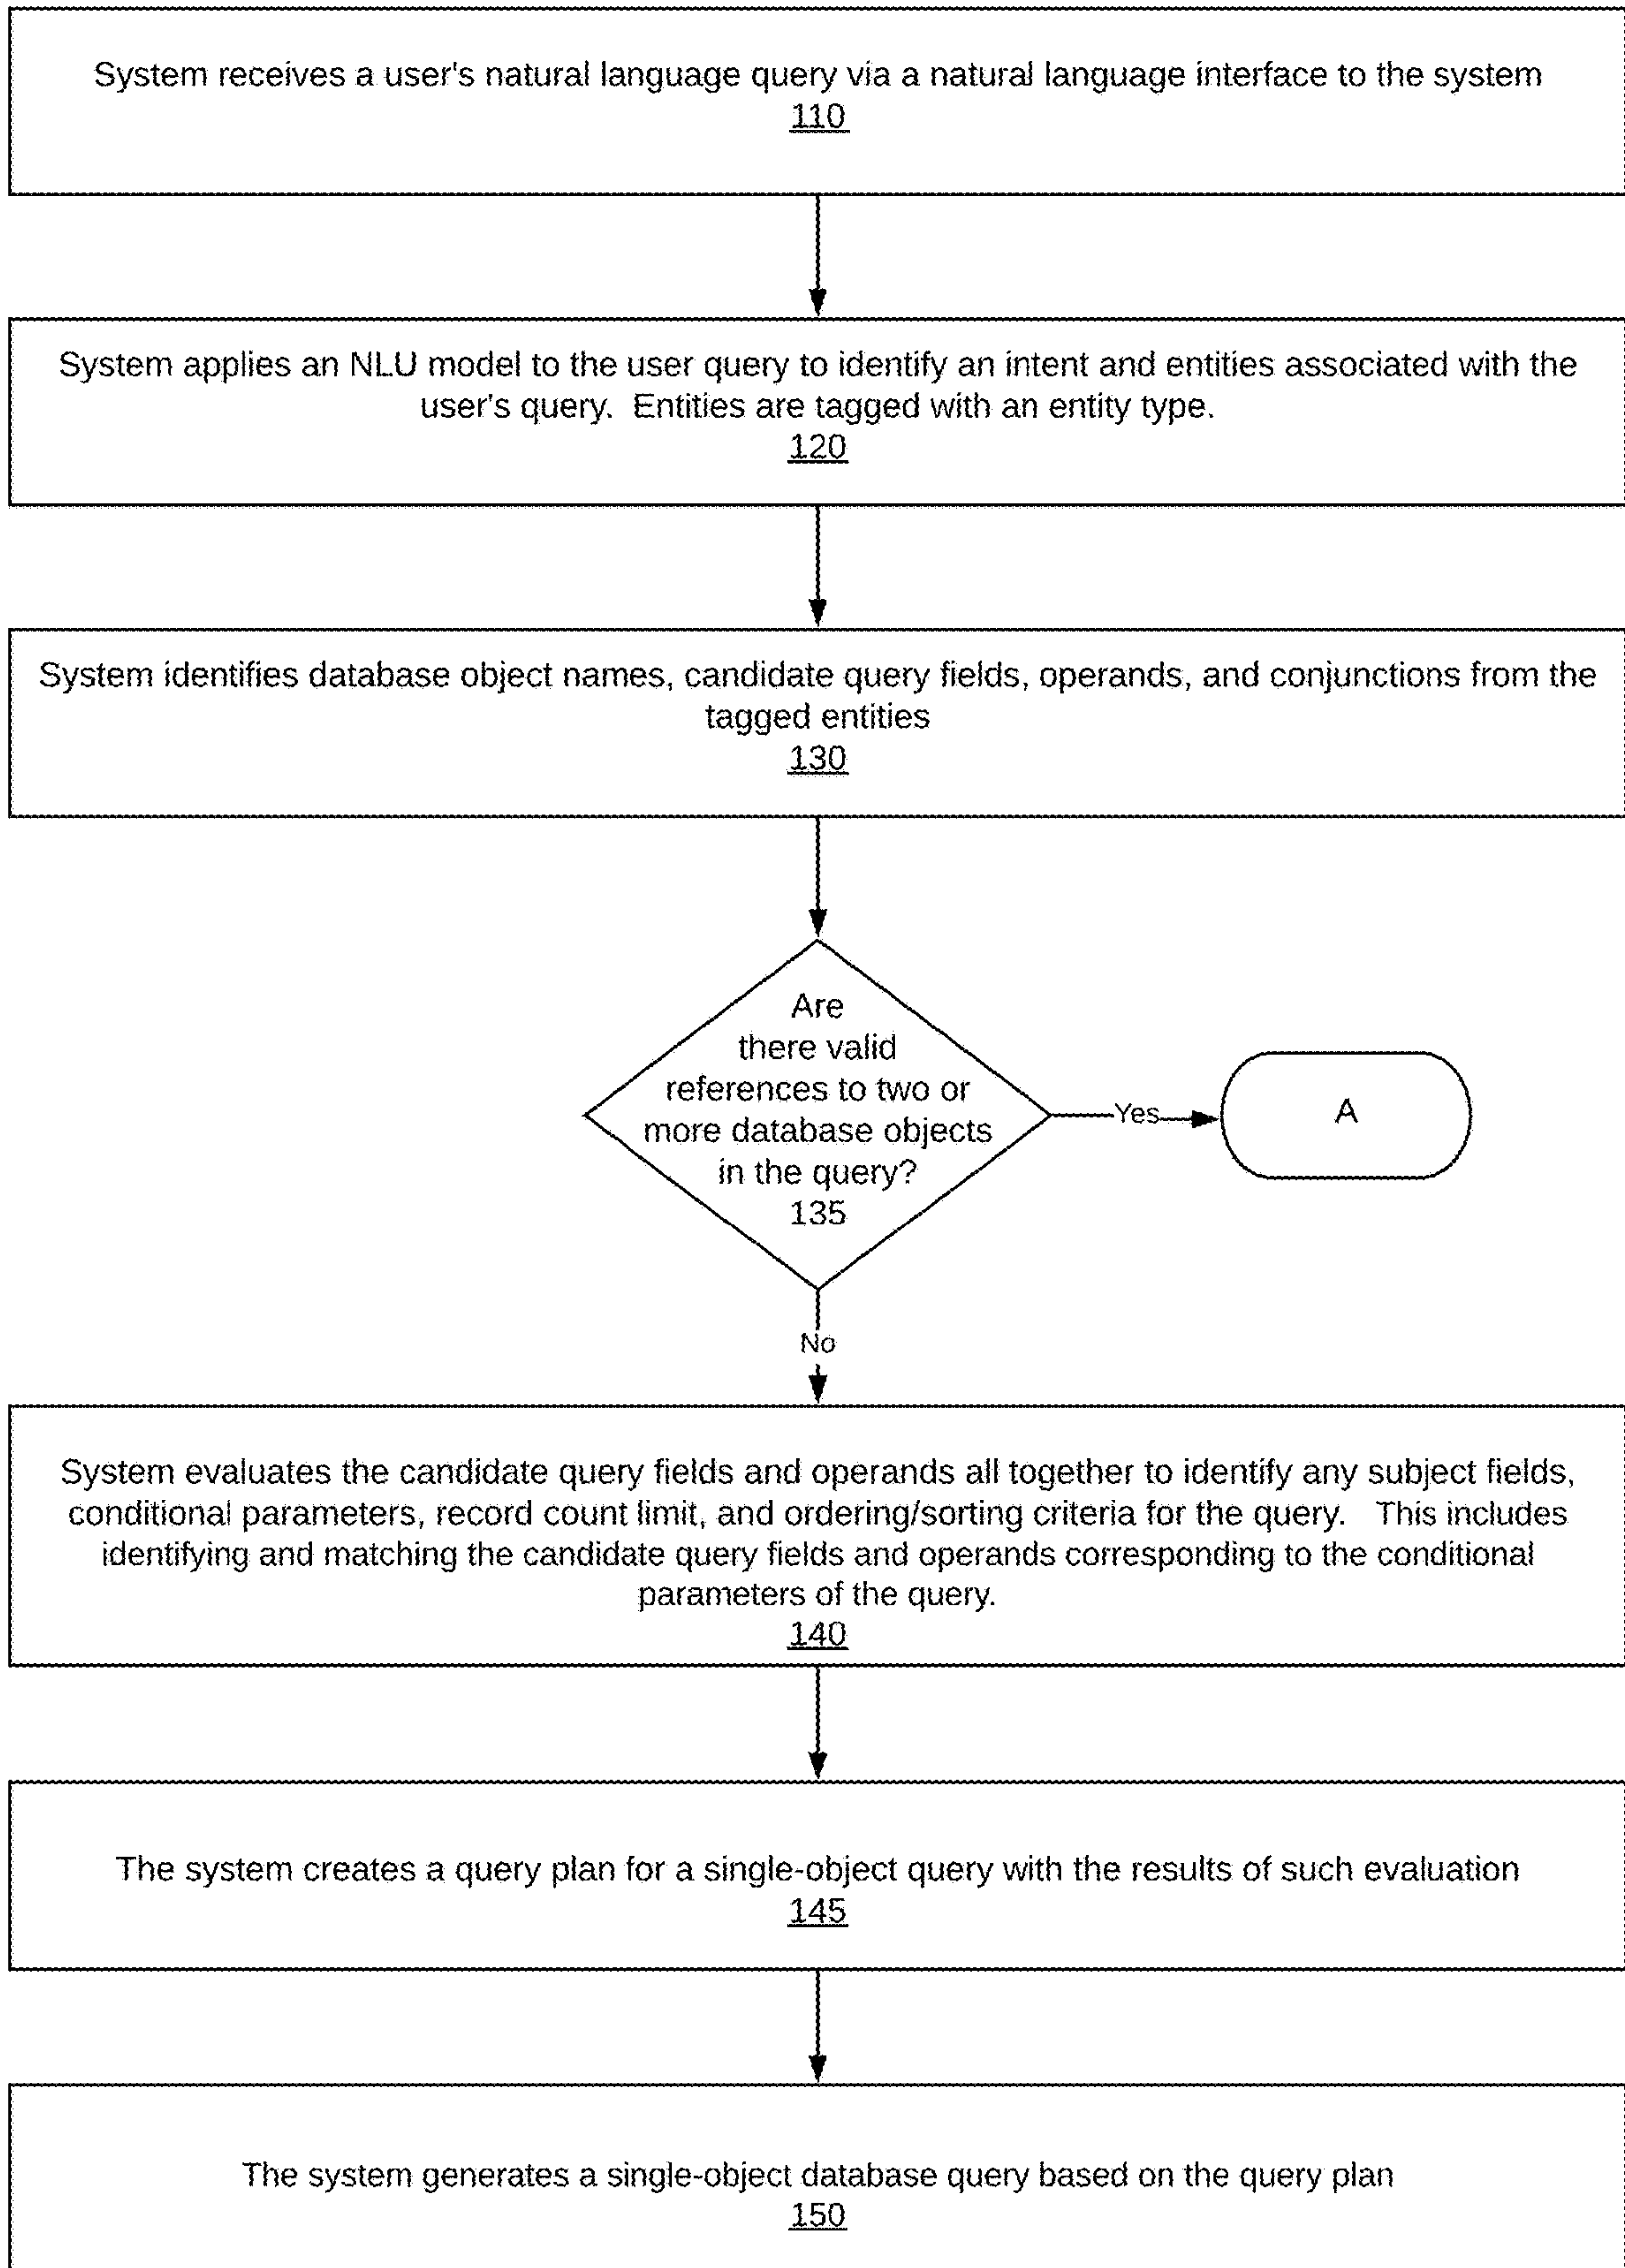 System receives a user's natural language query via a natural language interface to the system
110
System applies an NLU model to the user query to identify an intent and entities associated with the
user's query.  Entities are tagged with an entity type.
120
System identifies database object names, candidate query fields, operands, and conjunctions from the
tagged entities
130
Are
there valid
references to two or
more database objects
in the query?
135
Yes
A
No
System evaluates the candidate query fields and operands all together to identify any subject fields,
conditional parameters, record count limit, and ordering/sorting criteria for the query.   This includes
identifying and matching the candidate query fields and operands corresponding to the conditional
parameters of the query.
140
The system creates a query plan for a single-object query with the results of such evaluation
145
The system generates a single-object database query based on the query plan
150